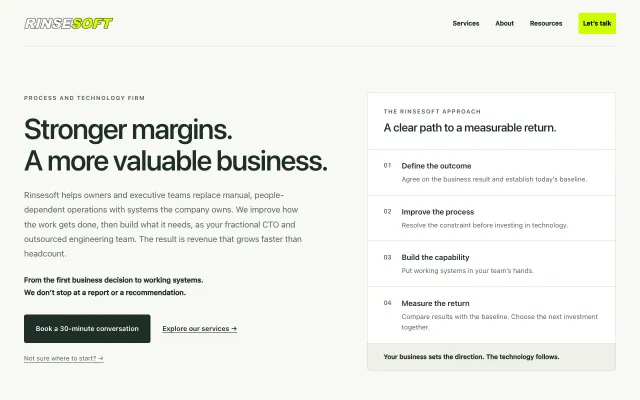 RINSESOFT
Services
About
Resources
Let's talk
PROCESS AND TECHNOLOGY FIRM
Stronger margins.
A more valuable business.
Rinsesoft helps owners and executive teams replace manual, people-
dependent operations with systems the company owns. We improve how
the work gets done, then build what it needs, as your fractional CTO and
outsourced engineering team. The result is revenue that grows faster than
headcount.
From the first business decision to working systems.
We don't stop at a report or a recommendation.
Book a 30-minute conversation
Explore our services →
Not sure where to start? →
THE RINSESOFT APPROACH
A clear path to a measurable return.
01 Define the outcome
Agree on the business result and establish today's baseline.
02 Improve the process
Resolve the constraint before investing in technology.
03 Build the capability
Put working systems in your team's hands.
04 Measure the return
Compare results with the baseline. Choose the next investment
together.
Your business sets the direction. The technology follows.